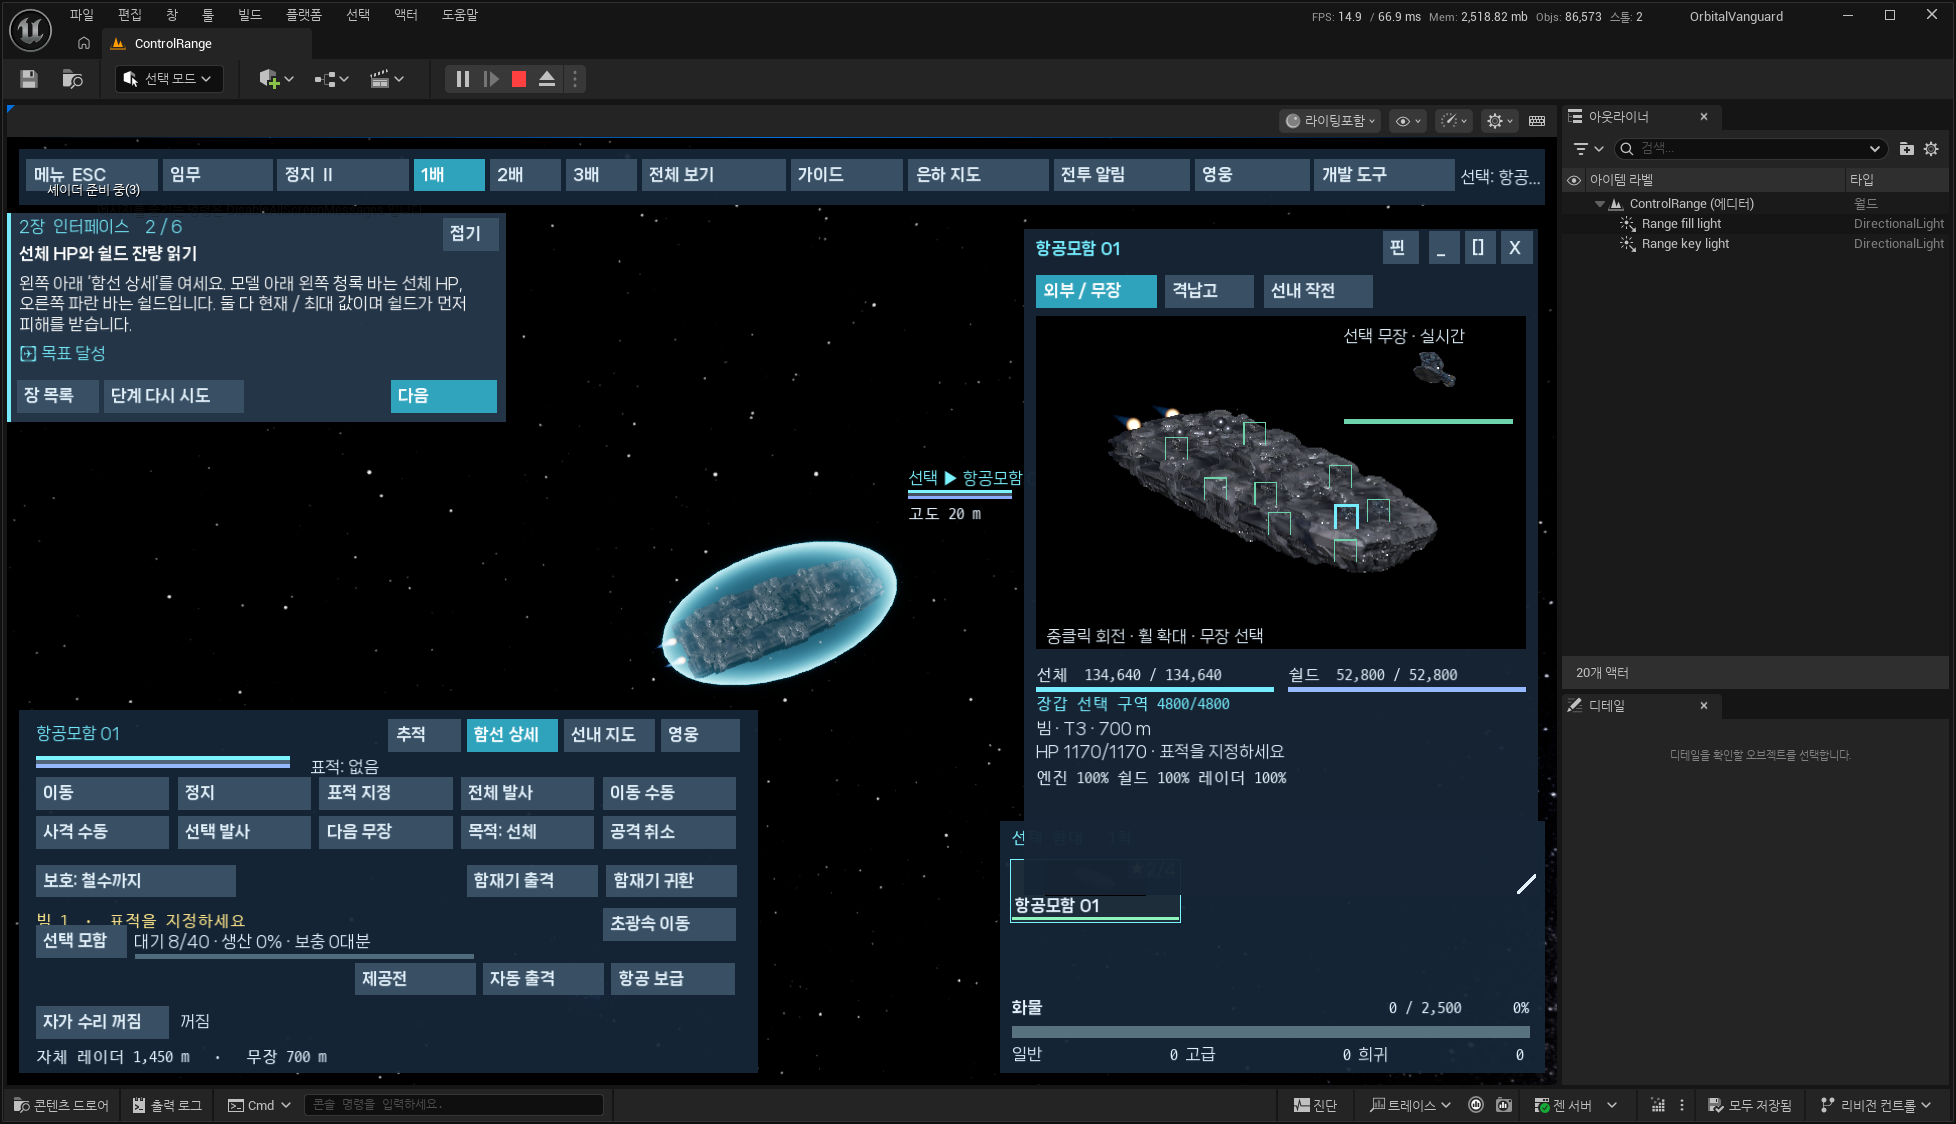 파일 편집 창 툴 빌드 플랫폼 선택 액터 도움말
FPS: 14.9 / 66.9 ms Mem: 2,518.82 mb Objs: 86,573 스톨: 2
OrbitalVanguard
ControlRange
선택 모드
라이팅포함
메뉴 ESC
임무
정지 II
1배
2배
3배
전체 보기
가이드
은하 지도
전투 알림
영웅
개발 도구
선택: 항공...
셰이더 준비 중(3)
2장 인터페이스 2 / 6
접기
선체 HP와 쉴드 잔량 읽기
왼쪽 아래 '함선 상세'를 여세요. 모델 아래 왼쪽 청록 바는 선체 HP,
오른쪽 파란 바는 쉴드입니다. 둘 다 현재 / 최대 값이며 쉴드가 먼저
피해를 받습니다.
목표 달성
장 목록
단계 다시 시도
다음
선택 ▶ 항공모함
고도 20 m
항공모함 01
핀 _ [] X
외부 / 무장
격납고
선내 작전
선택 무장 · 실시간
중클릭 회전 · 휠 확대 · 무장 선택
선체 134,640 / 134,640
쉴드 52,800 / 52,800
장갑 선택 구역 4800/4800
빔 · T3 · 700 m
HP 1170/1170 · 표적을 지정하세요
엔진 100% 쉴드 100% 레이더 100%
항공모함 01
추적
함선 상세
선내 지도
영웅
표적: 없음
이동
정지
표적 지정
전체 발사
이동 수동
사격 수동
선택 발사
다음 무장
목적: 선체
공격 취소
보호: 철수까지
함재기 출격
함재기 귀환
빔 1 · 표적을 지정하세요
초광속 이동
선택 모함
대기 8/40 · 생산 0% · 보충 0대분
제공전
자동 출격
항공 보급
자가 수리 꺼짐
꺼짐
자체 레이더 1,450 m · 무장 700 m
선택 함대 1척
★2/4
항공모함 01
화물 0 / 2,500 0%
일반 0 고급 0 희귀 0
아웃라이너
검색...
아이템 라벨
타입
ControlRange (에디터) 월드
Range fill light DirectionalLight
Range key light DirectionalLight
20개 액터
디테일
디테일을 확인할 오브젝트를 선택합니다.
콘텐츠 드로어
출력 로그
Cmd
콘솔 명령을 입력하세요.
진단
트레이스
젠 서버
모두 저장됨
리비전 컨트롤